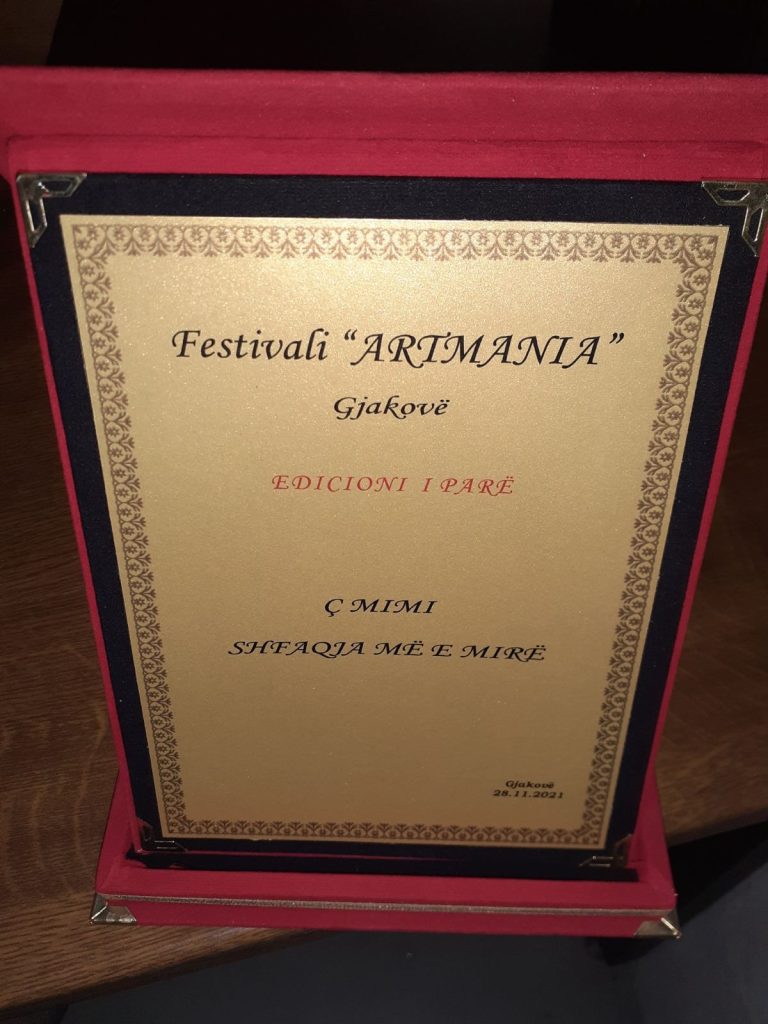 Festivali “ARTMANIA”
Gjakovë
EDICIONI I PARË
Ç MIMI
SHFAQJA MË E MIRË
Gjakovë
28.11.2021